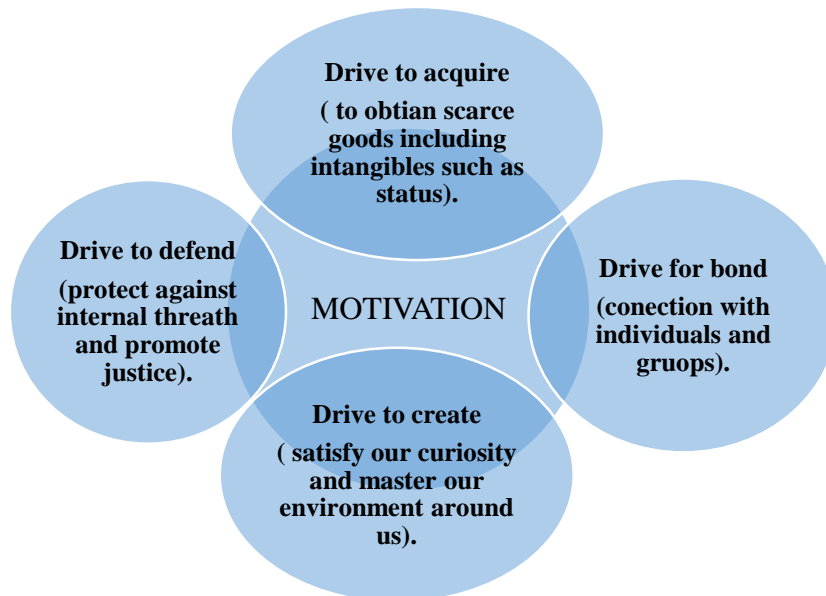 Drive to acquire
( to obtian scarce
goods including
intangibles such as
status).
Drive to defend
(protect against
internal threath
and promote
justice).
MOTIVATION
Drive for bond
(conection with
individuals and
gruops).
Drive to create
( satisfy our curiosity
and master our
environment around
us).